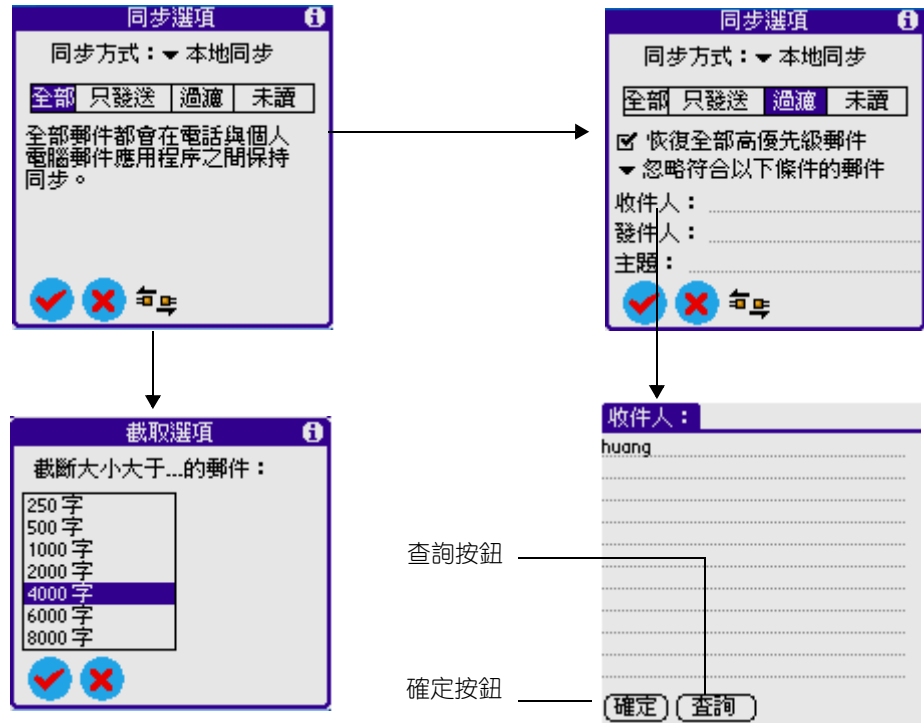 同步選項
同步方式：本地同步
全部 只發送 過濾 未讀
全部郵件都會在電話與個人
電腦郵件應用程序之間保持
同步。
同步選項
同步方式：本地同步
全部 只發送 過濾 未讀
恢復全部高優先級郵件
忽略符合以下條件的郵件
收件人：
發件人：
主題：
截取選項
截斷大小大于...的郵件：
250 字
500 字
1000 字
2000 字
4000 字
6000 字
8000 字
收件人：
huang
查詢按鈕
確定按鈕
確定 查詢